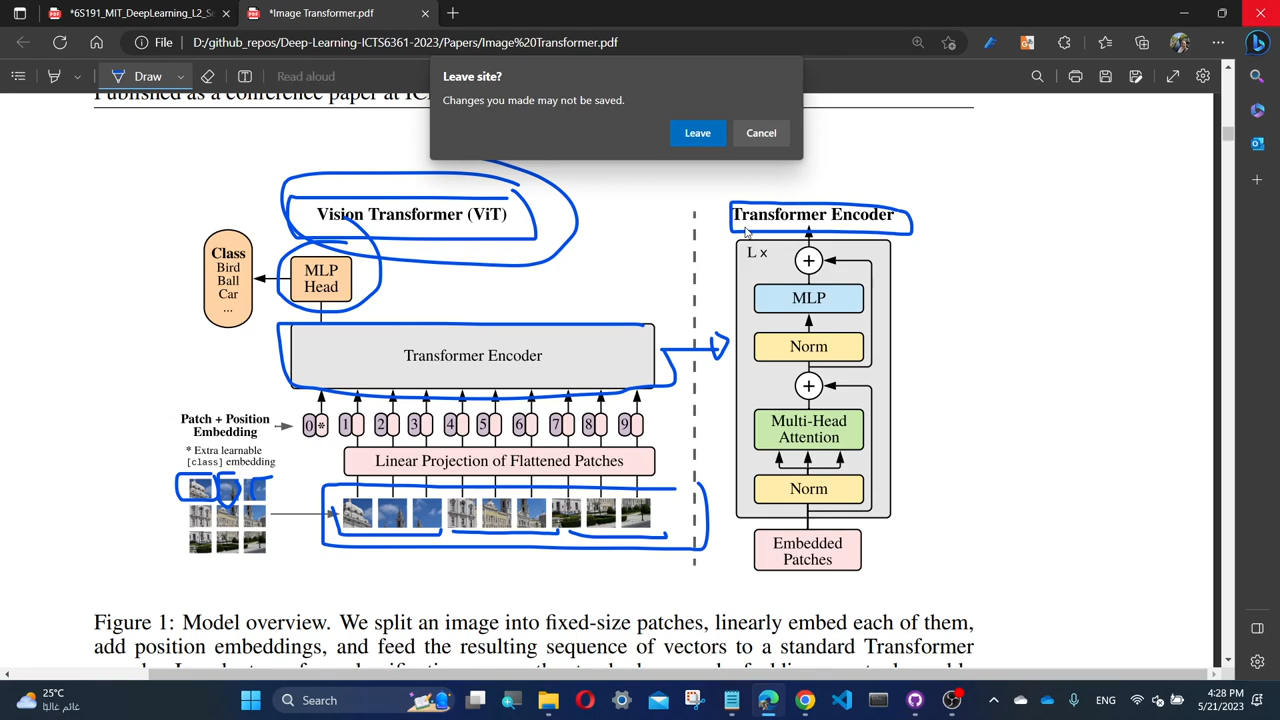 *6S191_MIT_DeepLearning_L2_Se
*Image Transformer.pdf
File
D:/github_repos/Deep-Learning-ICTS6361-2023/Papers/Image%20Transformer.pdf
Draw
Read aloud
Leave site?
Changes you made may not be saved.
Leave
Cancel
Vision Transformer (ViT)
Transformer Encoder
Class
Bird
Ball
Car
...
MLP
Head
Transformer Encoder
Patch + Position
Embedding
* Extra learnable
[class] embedding
0 * 1 2 3 4 5 6 7 8 9
Linear Projection of Flattened Patches
L x
+
MLP
Norm
+
Multi-Head
Attention
Norm
Embedded
Patches
Figure 1: Model overview. We split an image into fixed-size patches, linearly embed each of them,
add position embeddings, and feed the resulting sequence of vectors to a standard Transformer
25°C
غائم غالبًا
Search
ENG
4:28 PM
5/21/2023